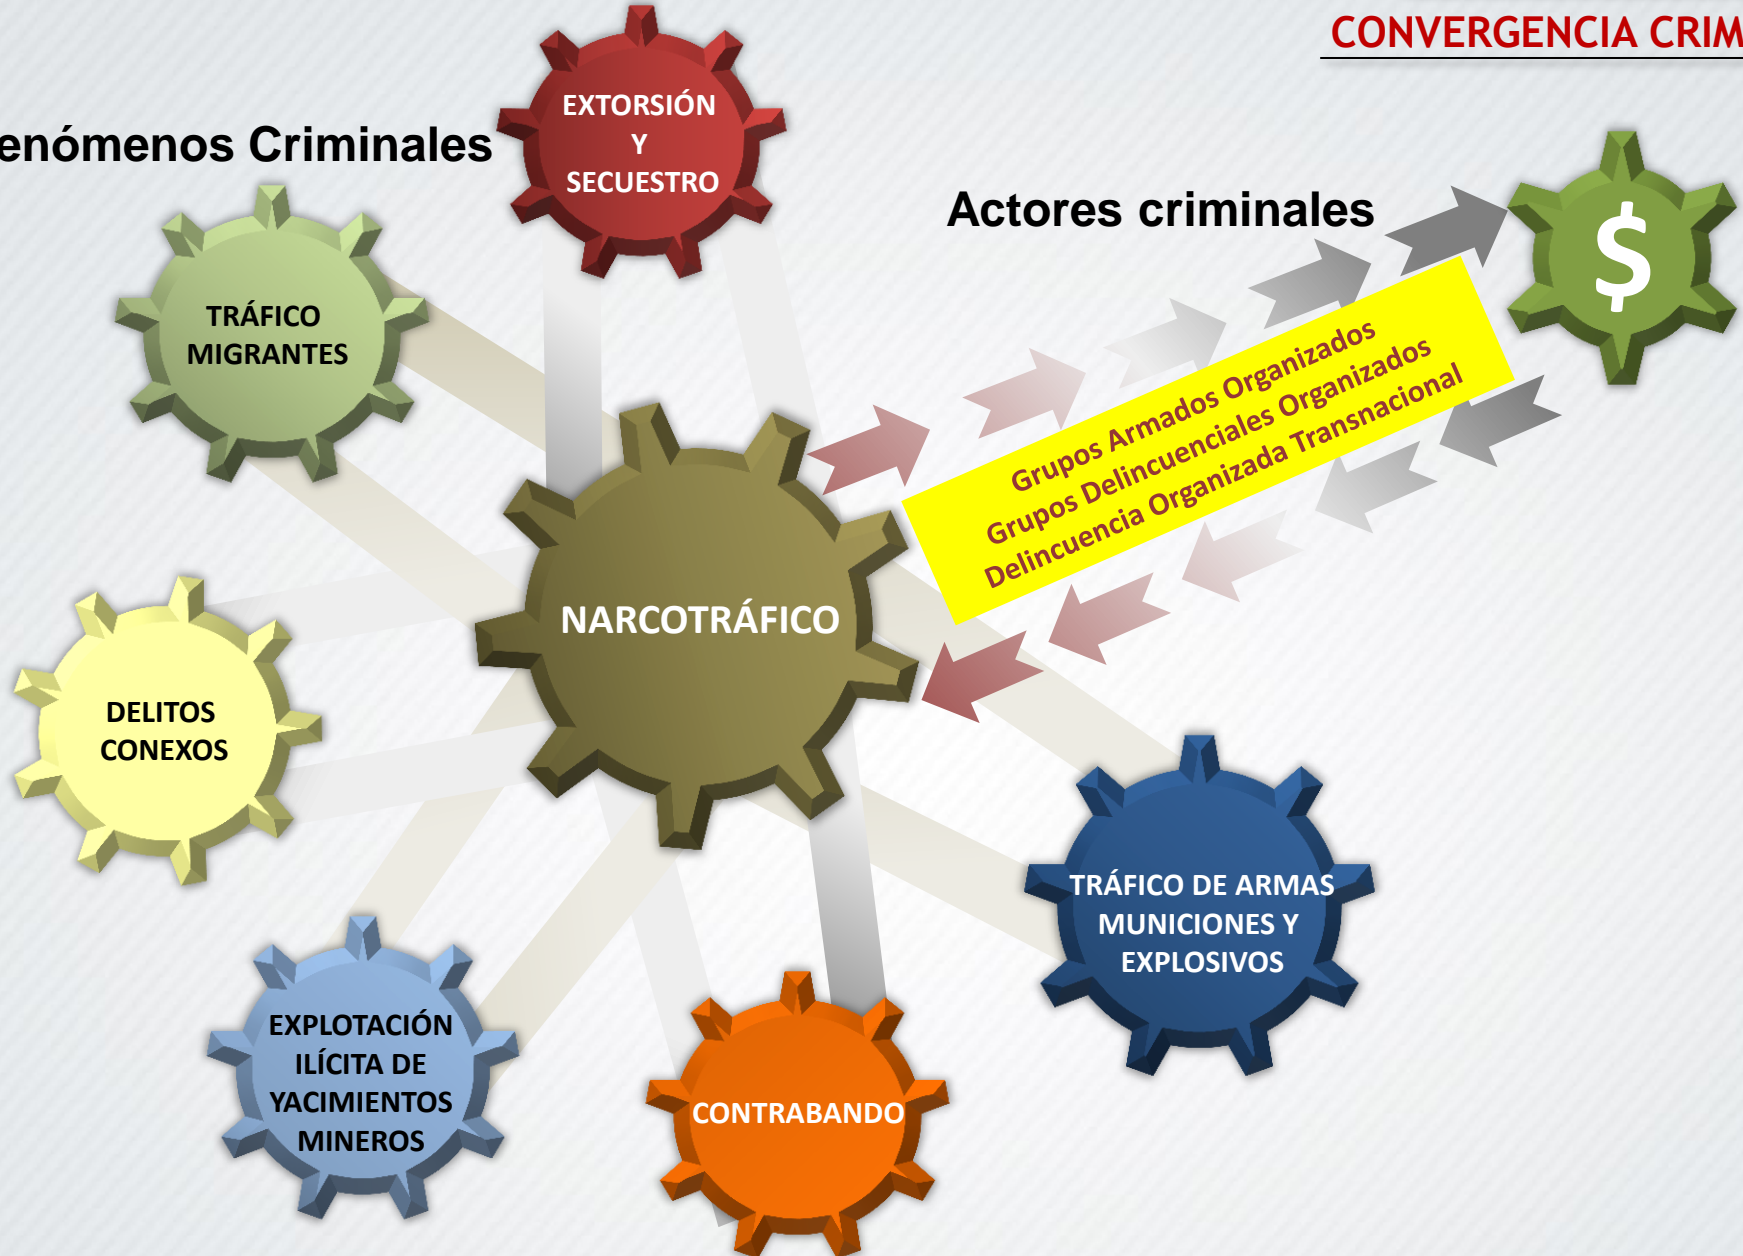 CONVERGENCIA CRIM
enómenos Criminales
EXTORSIÓN
Y
SECUESTRO
Actores criminales
$
TRÁFICO
MIGRANTES
Grupos Armados Organizados
Grupos Delincuenciales Organizados
Delincuencia Organizada Transnacional
NARCOTRÁFICO
DELITOS
CONEXOS
TRÁFICO DE ARMAS
MUNICIONES Y
EXPLOSIVOS
EXPLOTACIÓN
ILÍCITA DE
YACIMIENTOS
MINEROS
CONTRABANDO